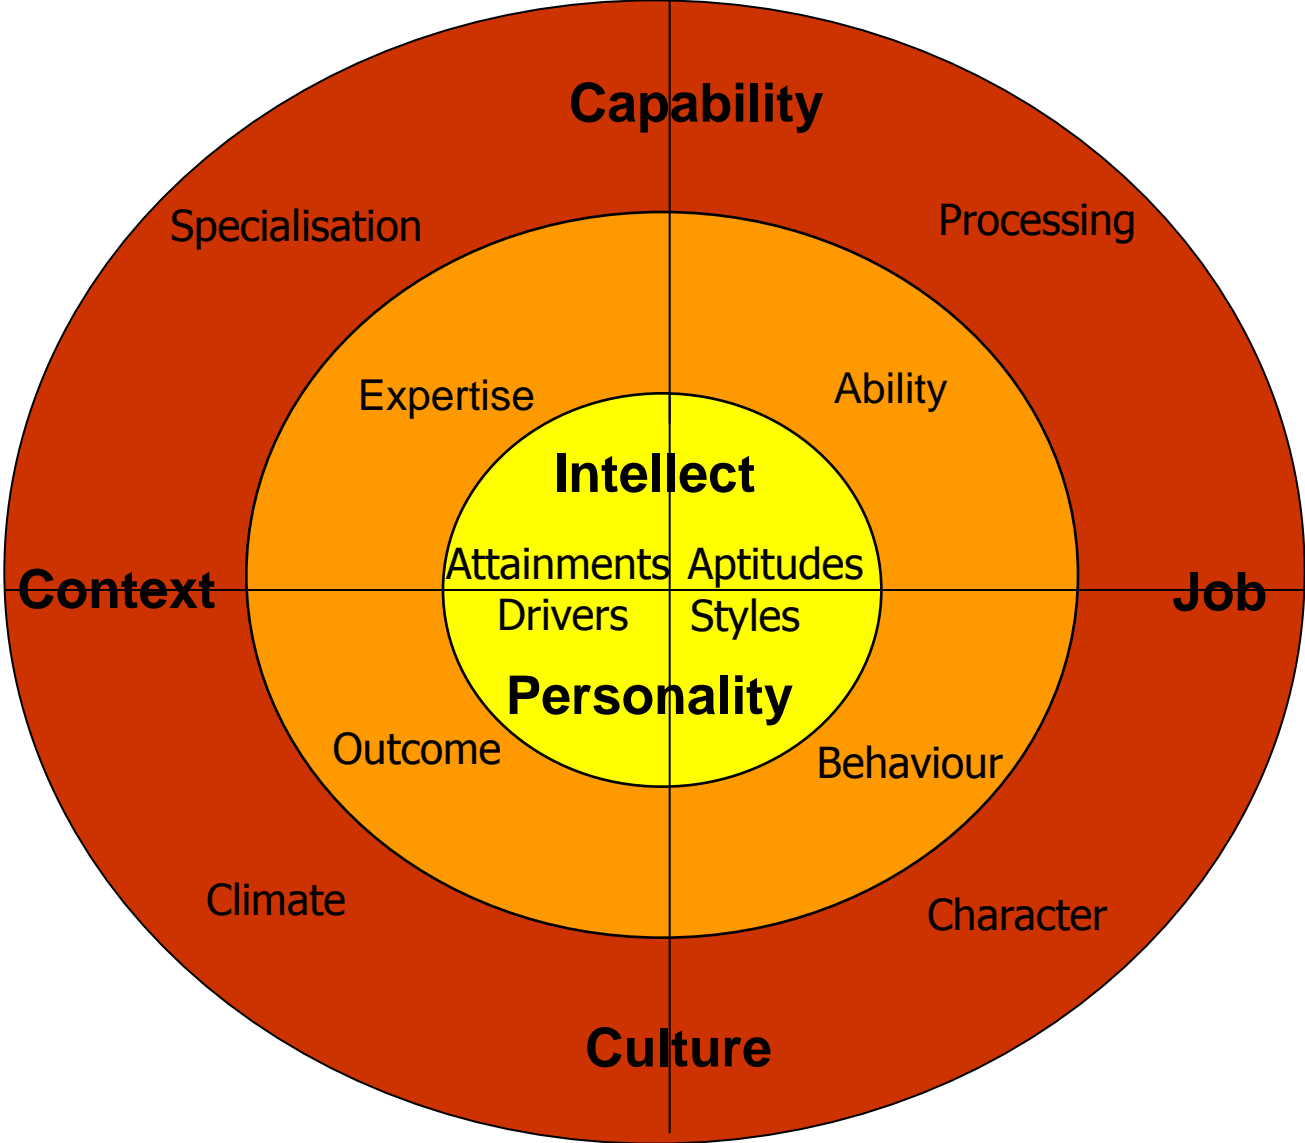 Capability
Specialisation
Processing
Expertise
Ability
Intellect
Attainments
Aptitudes
Context
Job
Drivers
Styles
Personality
Outcome
Behaviour
Climate
Character
Culture